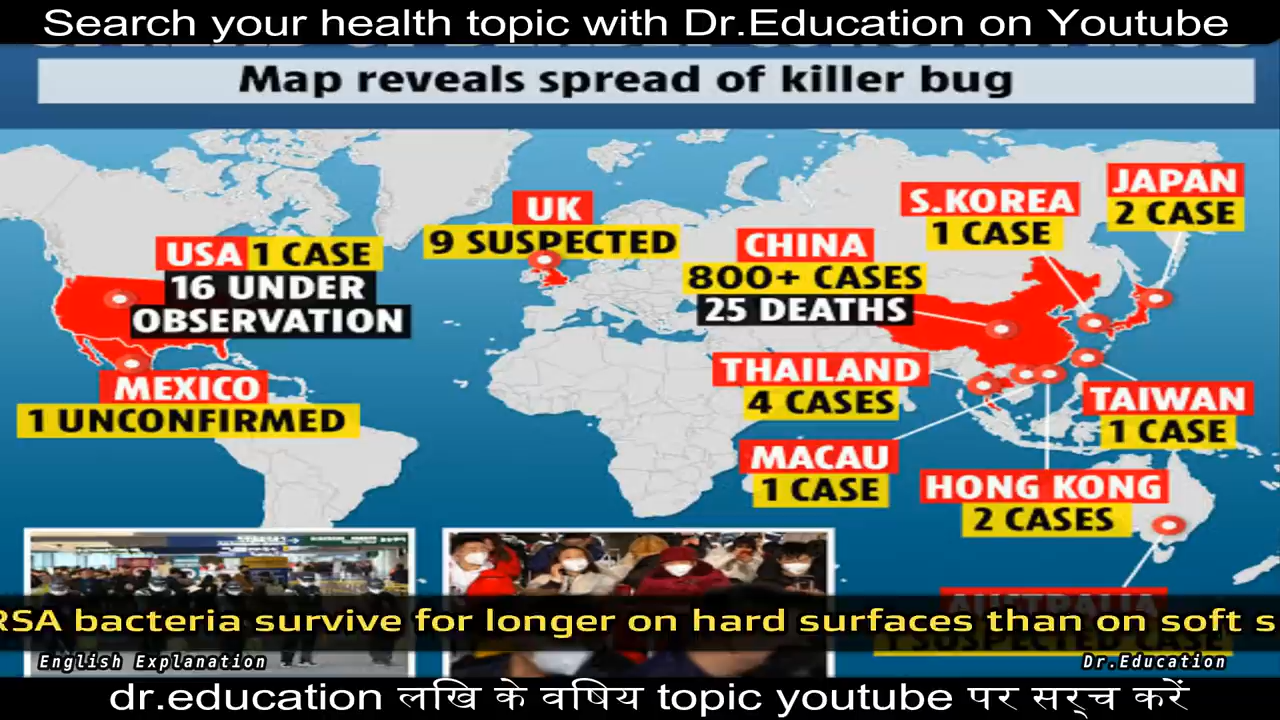 Search your health topic with Dr.Education on Youtube
Map reveals spread of killer bug
JAPAN
2 CASE
S.KOREA
1 CASE
UK
9 SUSPECTED
CHINA
800+ CASES
25 DEATHS
USA 1 CASE
16 UNDER
OBSERVATION
MEXICO
1 UNCONFIRMED
THAILAND
4 CASES
TAIWAN
1 CASE
MACAU
1 CASE
HONG KONG
2 CASES
AUSTRALIA
RSA bacteria survive for longer on hard surfaces than on soft s
English Explanation
Dr.Education
dr.education लखि के वषिय topic youtube पर सर्च करें